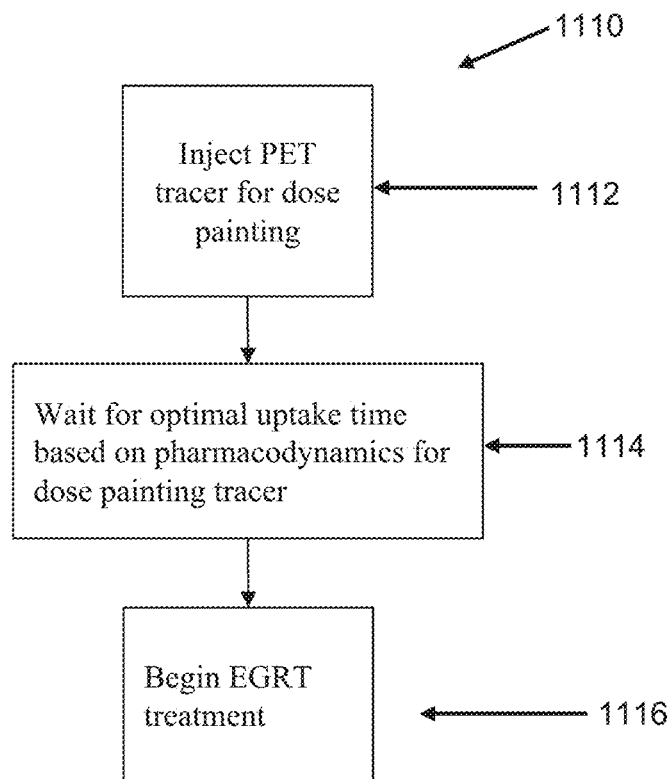 1110
Inject PET
tracer for dose
painting
1112
Wait for optimal uptake time
based on pharmacodynamics for
dose painting tracer
1114
Begin EGRT
treatment
1116